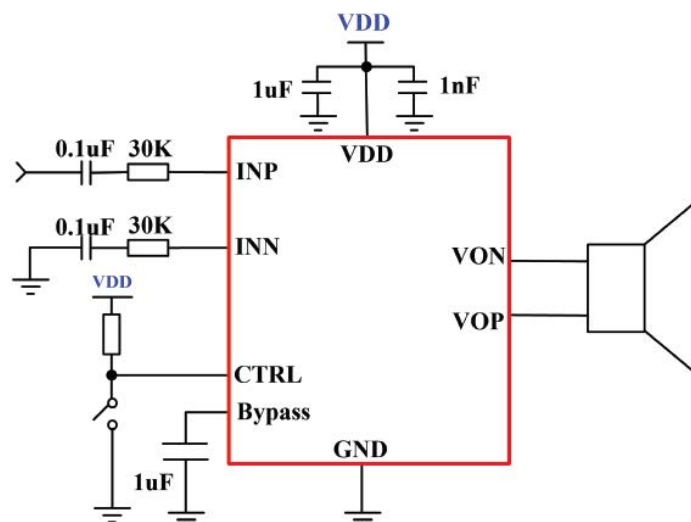 VDD
1uF 1nF
0.1uF 30K
VDD
INP
0.1uF 30K
INN
VON
VDD
VOP
CTRL
Bypass
GND
1uF